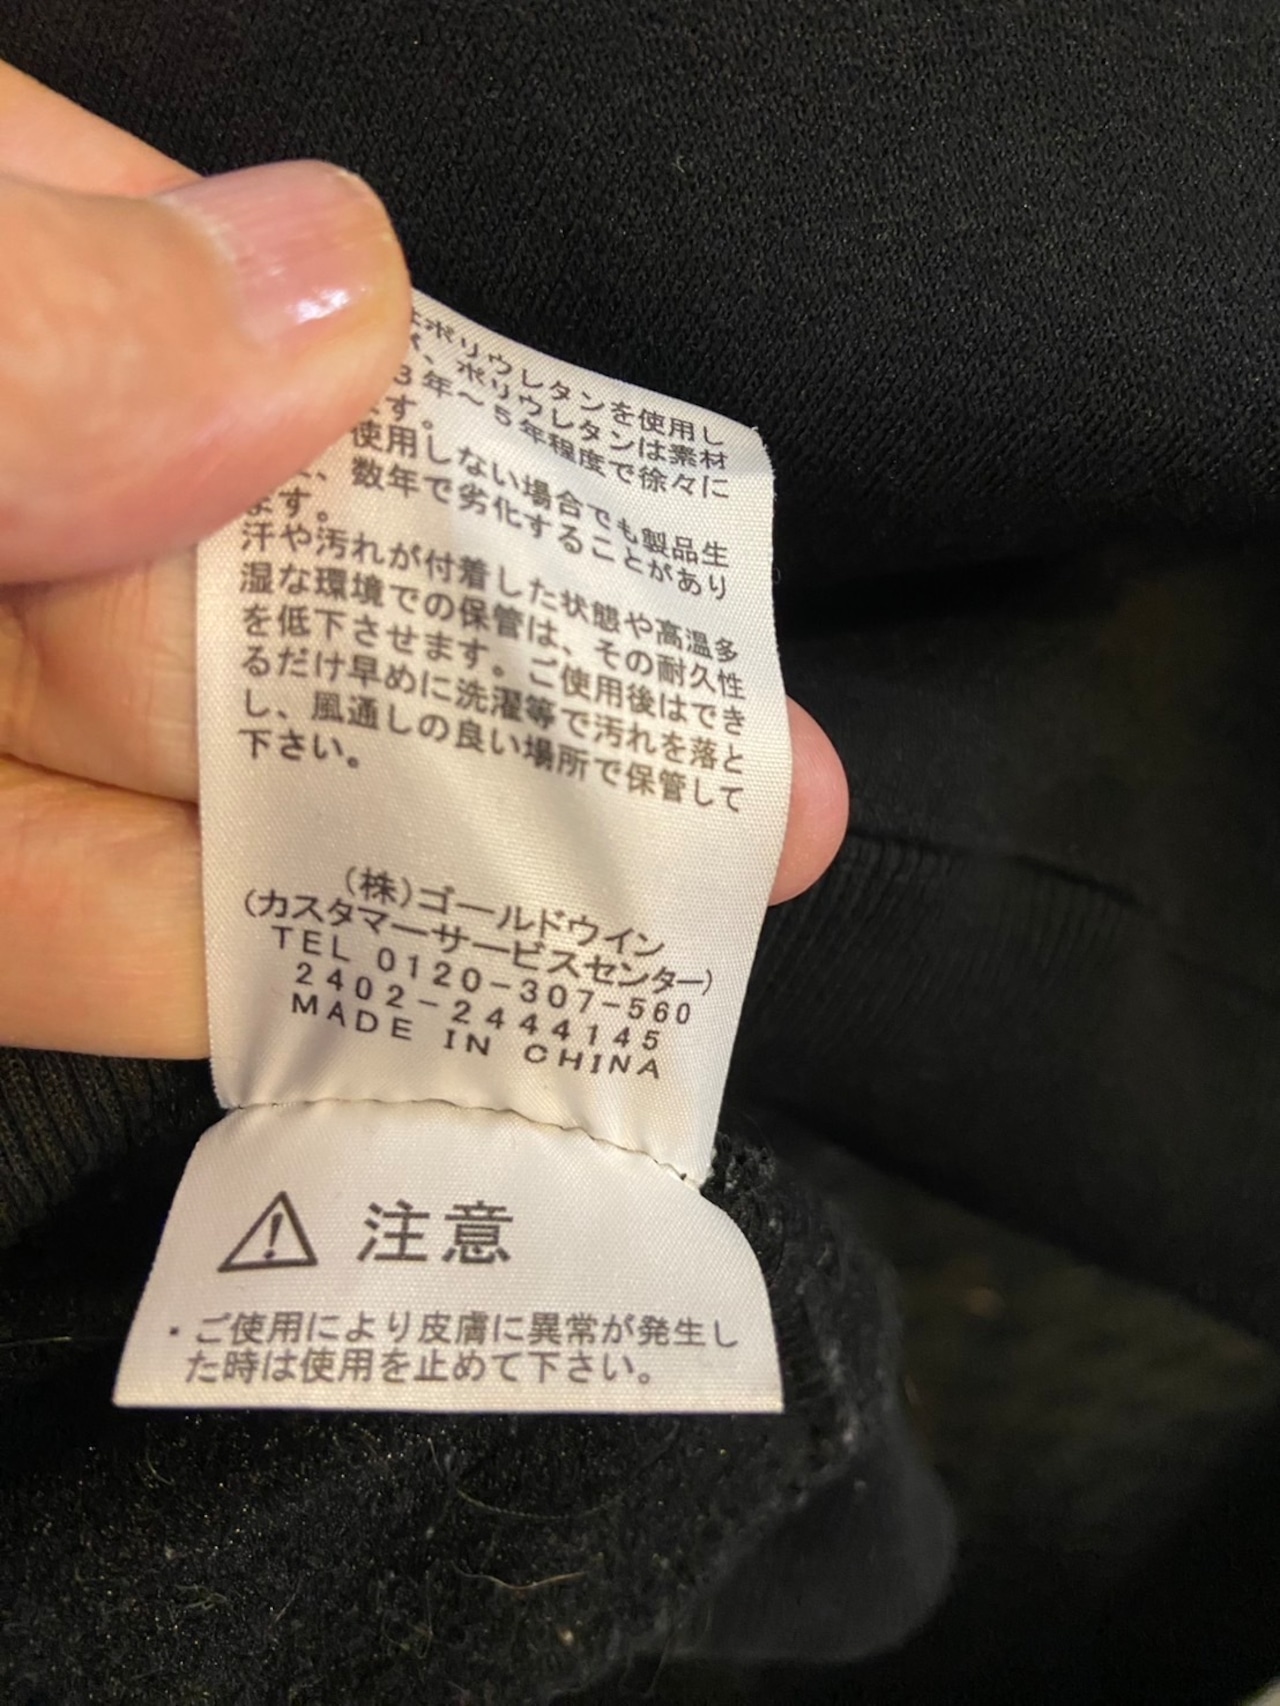 ポリウレタンを使用し
、ポリウレタンは素材
3年～5年程度で徐々に
ます。
使用しない場合でも製品生
、数年で劣化することがあり
ます。
汗や汚れが付着した状態や高温多
湿な環境での保管は、その耐久性
を低下させます。ご使用後はでき
るだけ早めに洗濯等で汚れを落と
し、風通しの良い場所で保管して
下さい。
(株)ゴールドウイン
(カスタマーサービスセンター)
TEL 0120-307-560
2402-2444145
MADE IN CHINA
注意
・ご使用により皮膚に異常が発生し
た時は使用を止めて下さい。